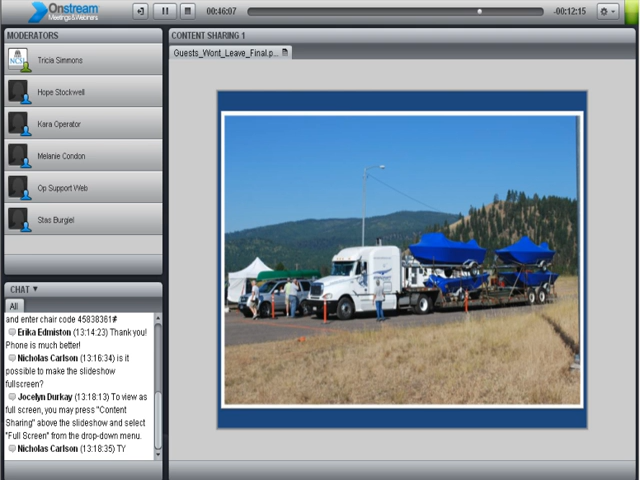 Onstream
Meetings & Webinars
00:46:07
-00:12:15
MODERATORS
CONTENT SHARING 1
Guests_Wont_Leave_Final.p...
NCSL
Tricia Simmons
Hope Stockwell
Kara Operator
Melanie Condon
Op Support Web
Stas Burgiel
CHAT
All
and enter chair code 45838361#
Erika Edmiston (13:14:23) Thank you!
Phone is much better!
Nicholas Carlson (13:16:34) is it
possible to make the slideshow
fullscreen?
Jocelyn Durkay (13:18:13) To view as
full screen, you may press "Content
Sharing" above the slideshow and select
"Full Screen" from the drop-down menu.
Nicholas Carlson (13:18:35) TY